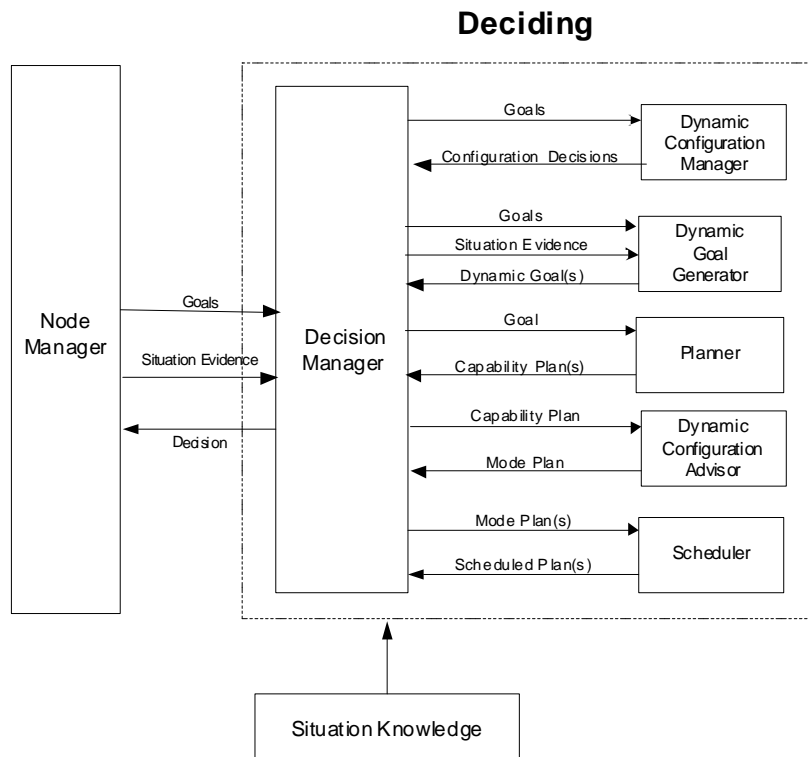 Deciding
Goals
Dynamic
Configuration
Manager
Configuration Decisions
Goals
Situation Evidence
Dynamic Goal(s)
Dynamic
Goal
Generator
Node
Manager
Goals
Situation Evidence
Decision
Decision
Manager
Goal
Capability Plan(s)
Planner
Capability Plan
Mode Plan
Dynamic
Configuration
Advisor
Mode Plan(s)
Scheduled Plan(s)
Scheduler
Situation Knowledge